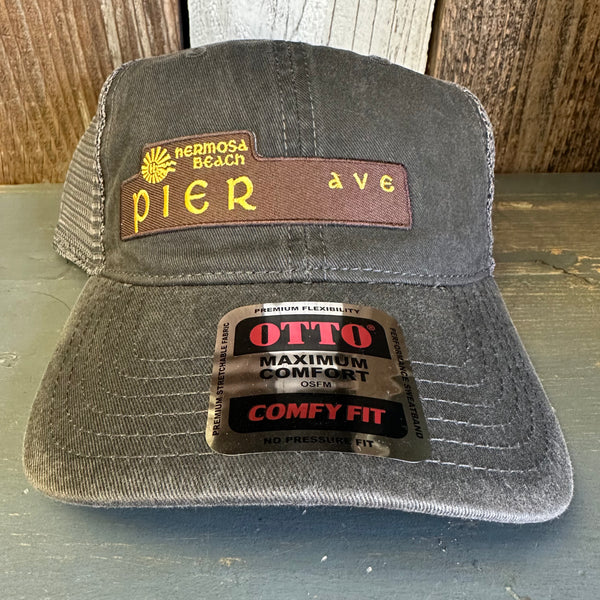 HERMOSA
BEACH
PIER AVE
PREMIUM FLEXIBILITY
PREMIUM STRETCHABLE FABRIC
OTTO®
MAXIMUM
COMFORT
OSFM
COMFY FIT
NO PRESSURE FIT
PERFORMANCE SWEATBAND